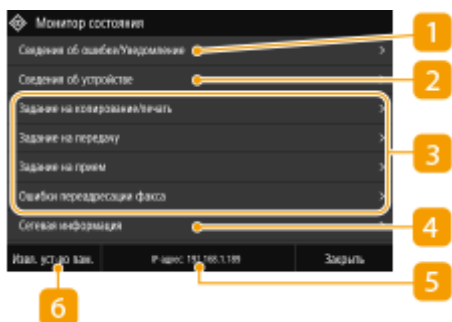 Монитор состояния
1
Сведения об ошибке/Уведомление
2
Сведения об устройстве
Задание на копирование/печать
Задание на передачу
3
Задание на прием
Ошибки переадресации факса
Сетевая информация
4
Извл. уст-во пам.
IP-адрес: 192.168.1.189
Закрыть
5
6